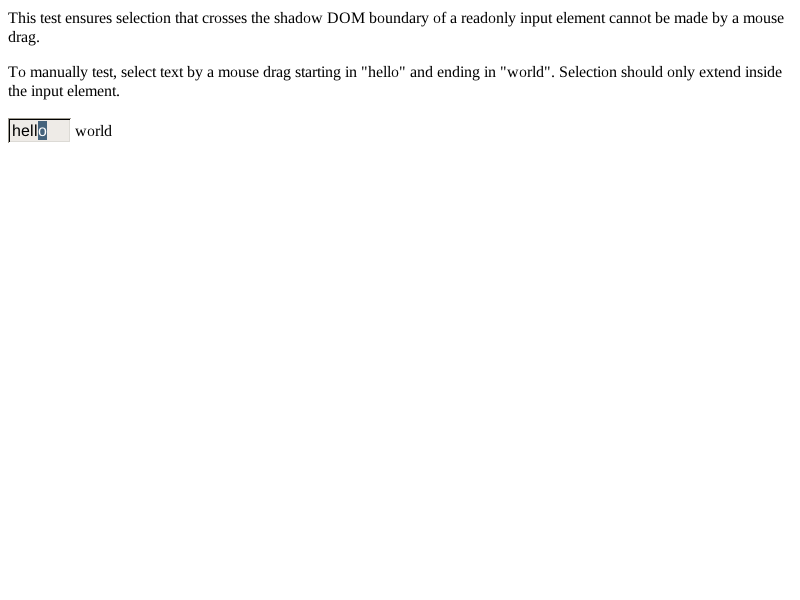 This test ensures selection that crosses the shadow DOM boundary of a readonly input element cannot be made by a mouse
drag.
To manually test, select text by a mouse drag starting in "hello" and ending in "world". Selection should only extend inside
the input element.
hello world